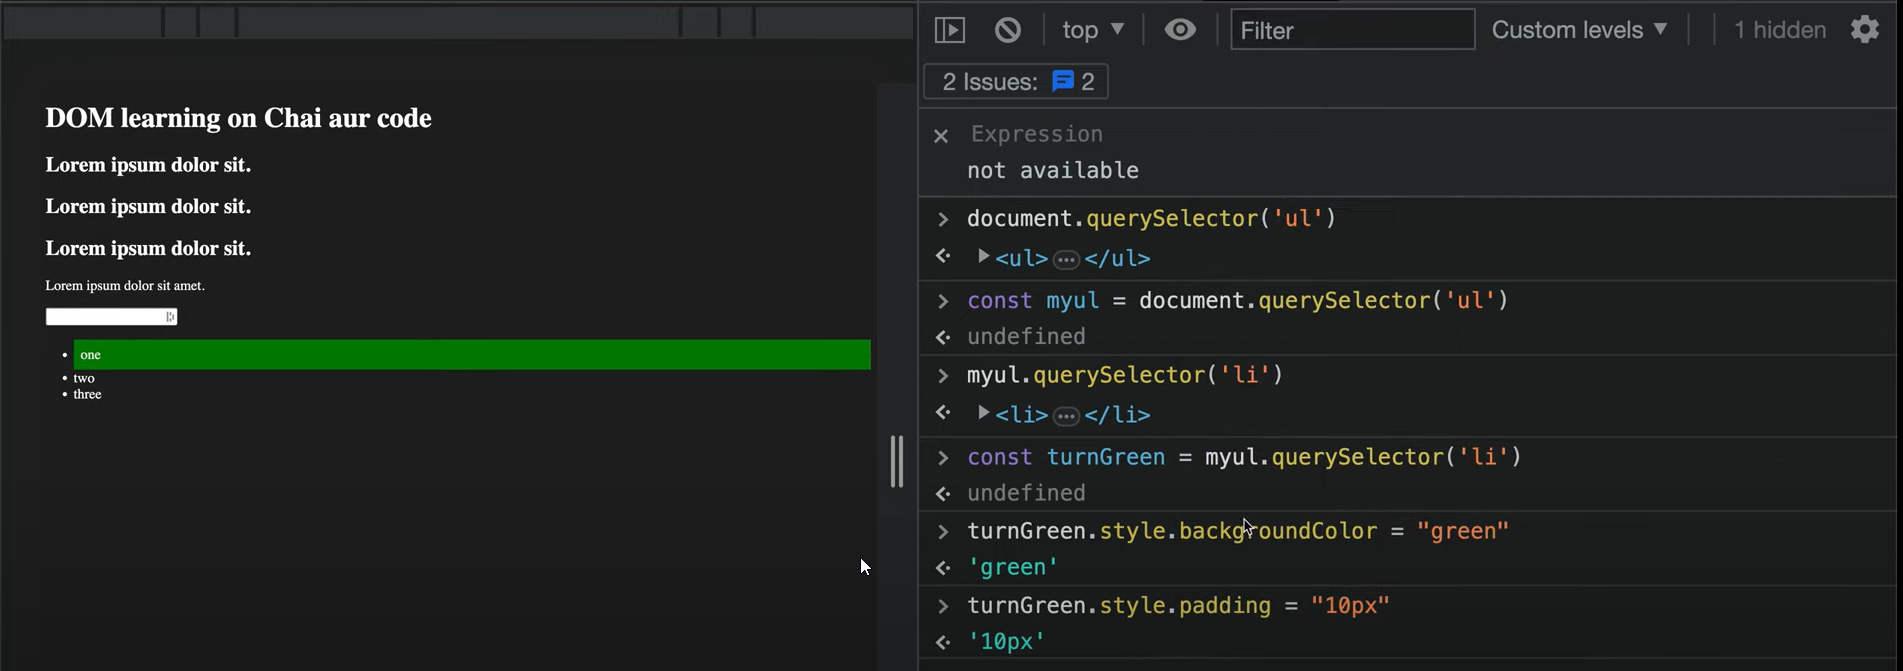 DOM learning on Chai aur code
Lorem ipsum dolor sit.
Lorem ipsum dolor sit.
Lorem ipsum dolor sit.
Lorem ipsum dolor sit amet.
• one
• two
• three
top ▼ Filter Custom levels ▼ 1 hidden
2 Issues: 2
× Expression
not available
> document.querySelector('ul')
<ul>…</ul>
> const myul = document.querySelector('ul')
undefined
> myul.querySelector('li')
<li>…</li>
> const turnGreen = myul.querySelector('li')
undefined
> turnGreen.style.backgroundColor = "green"
'green'
> turnGreen.style.padding = "10px"
'10px'